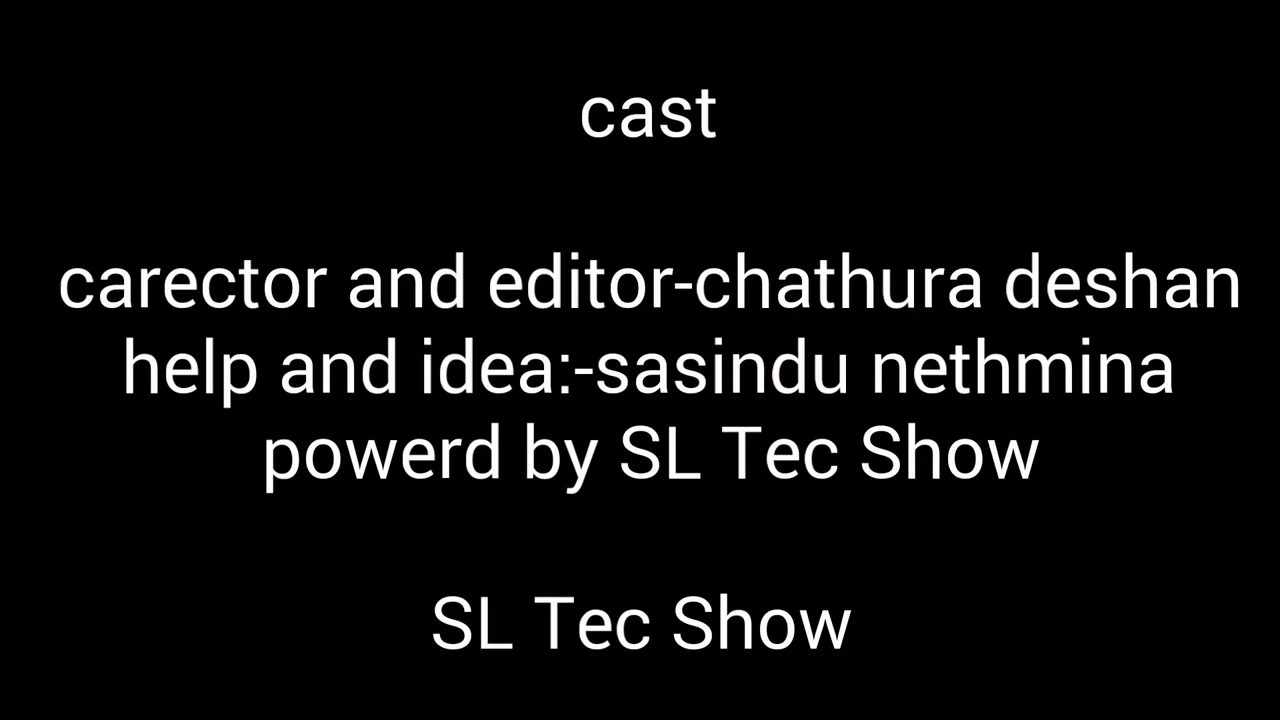 cast
carector and editor-chathura deshan
help and idea:-sasindu nethmina
powerd by SL Tec Show
SL Tec Show